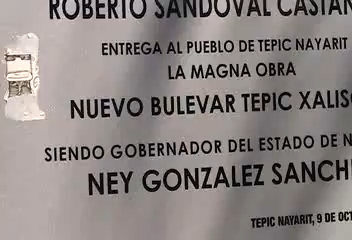 ROBERTO SANDOVAL CASTAÑ
ENTREGA AL PUEBLO DE TEPIC NAYARIT
LA MAGNA OBRA
NUEVO BULEVAR TEPIC XALISC
SIENDO GOBERNADOR DEL ESTADO DE N
NEY GONZALEZ SANCH
TEPIC NAYARIT, 9 DE OCT